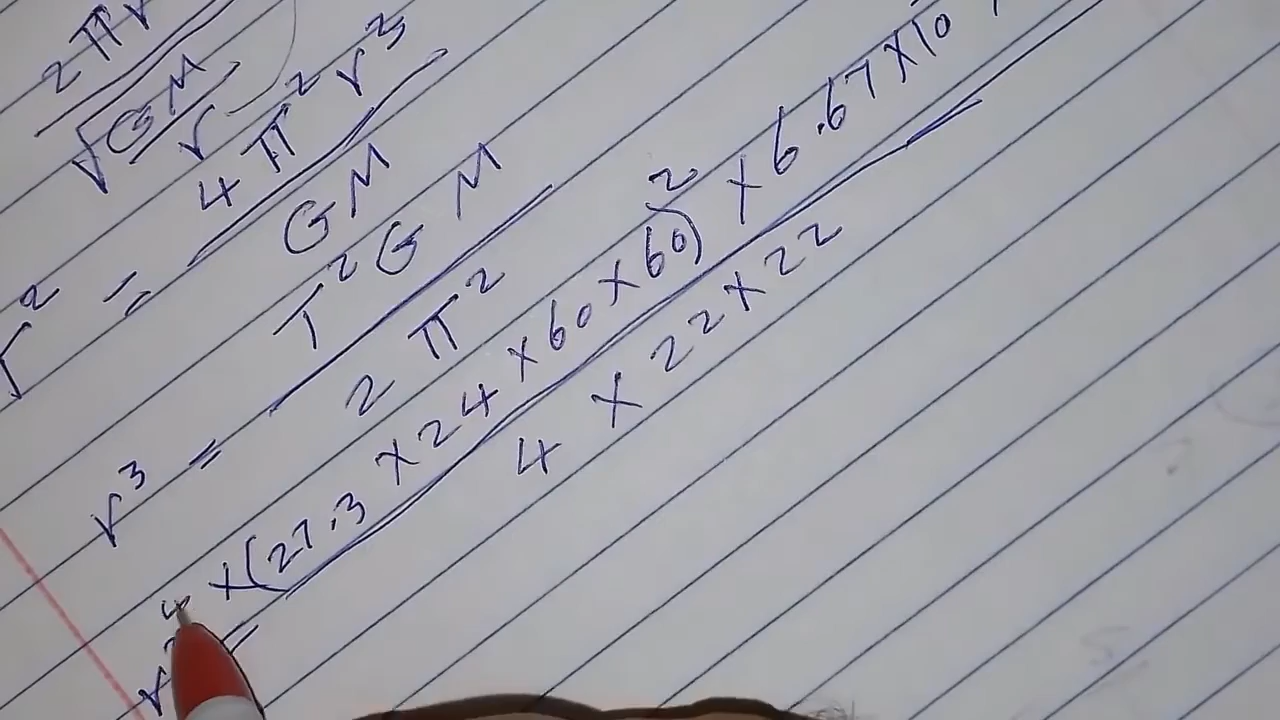 2πr
√GM/r
T² = 4π²r³ / GM
r³ = T²GM / 2π²
r³ = 4 × (27.3 × 24 × 60 × 60)² × 6.67 × 10
4 × 22 × 22